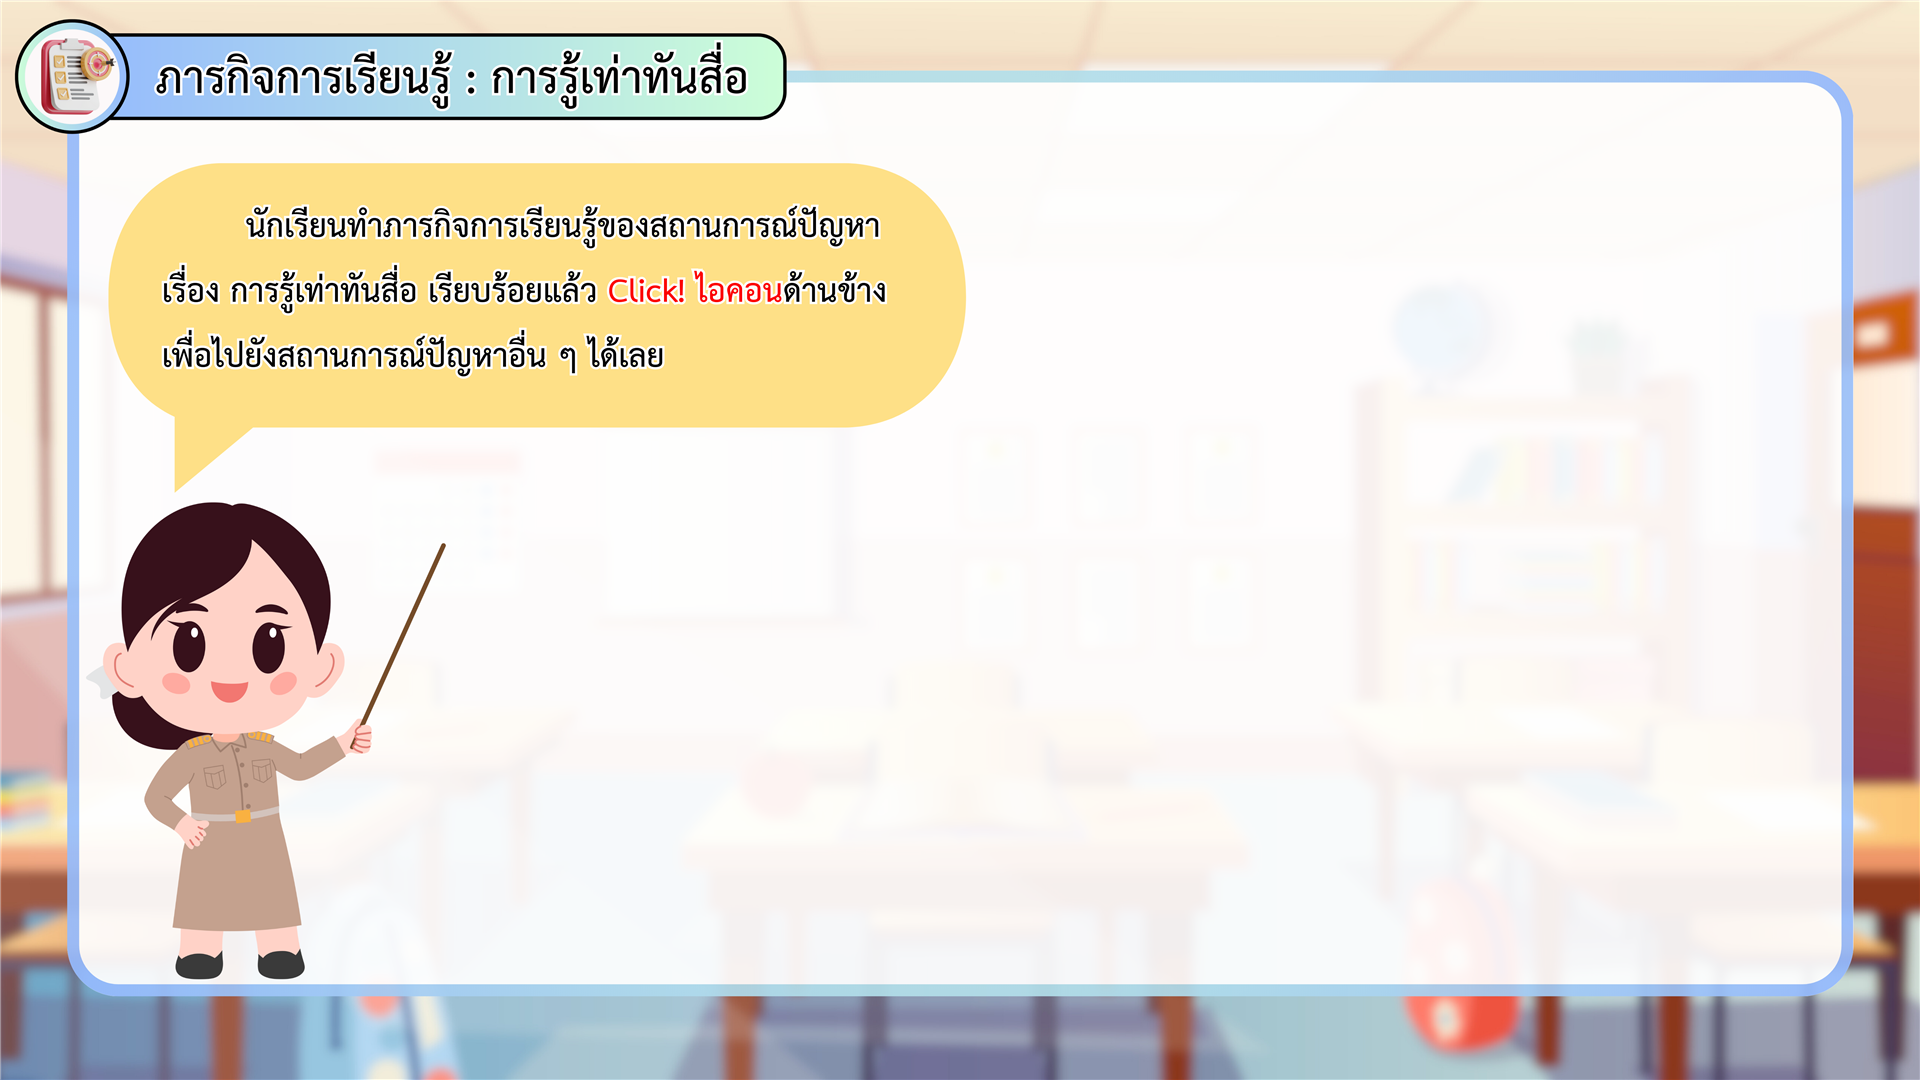 ภารกิจการเรียนรู้ : การรู้เท่าทันสื่อ
นักเรียนทำภารกิจการเรียนรู้ของสถานการณ์ปัญหา
เรื่อง การรู้เท่าทันสื่อ เรียบร้อยแล้ว Click! ไอคอนด้านข้าง
เพื่อไปยังสถานการณ์ปัญหาอื่น ๆ ได้เลย